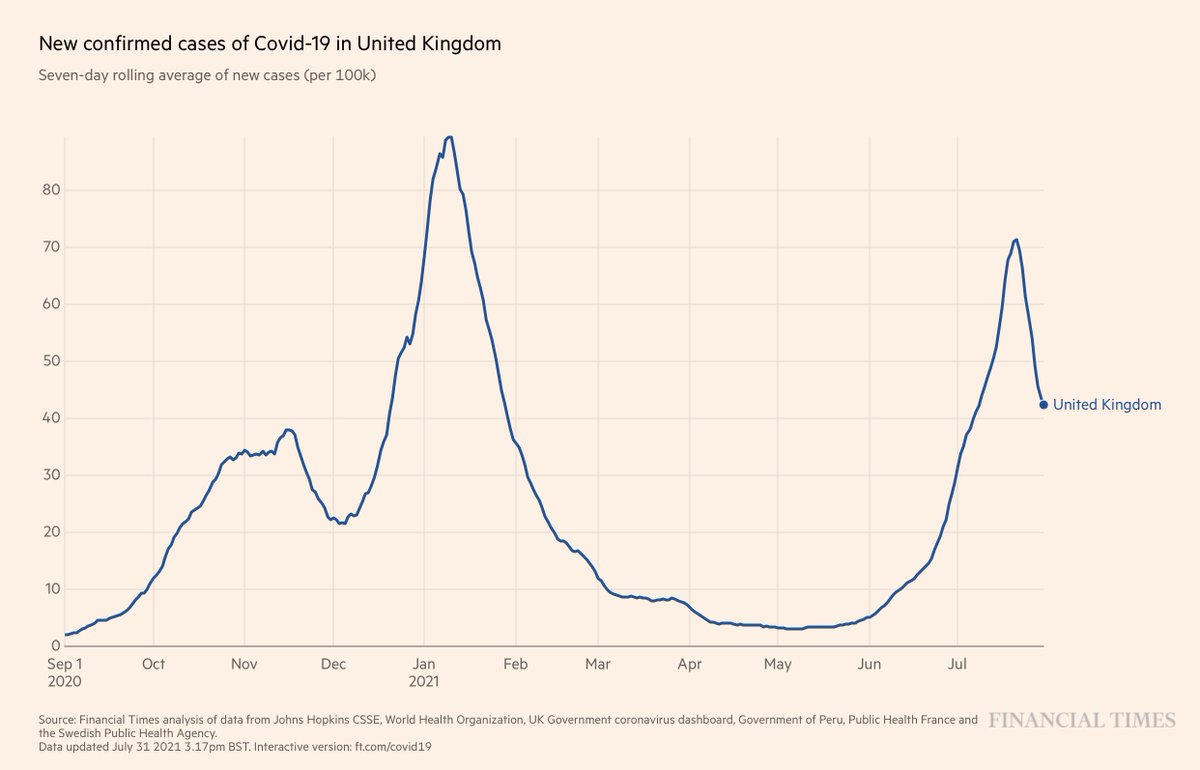 New confirmed cases of Covid-19 in United Kingdom
Seven-day rolling average of new cases (per 100k)
80
70
60
50
40
30
20
10
0
United Kingdom
Sep 1
2020
Oct
Nov
Dec
Jan
2021
Feb
Mar
Apr
May
Jun
Jul
Source: Financial Times analysis of data from Johns Hopkins CSSE, World Health Organization, UK Government coronavirus dashboard, Government of Peru, Public Health France and
the Swedish Public Health Agency.
Data updated July 31 2021 3.17pm BST. Interactive version: ft.com/covid19
FINANCIAL TIMES